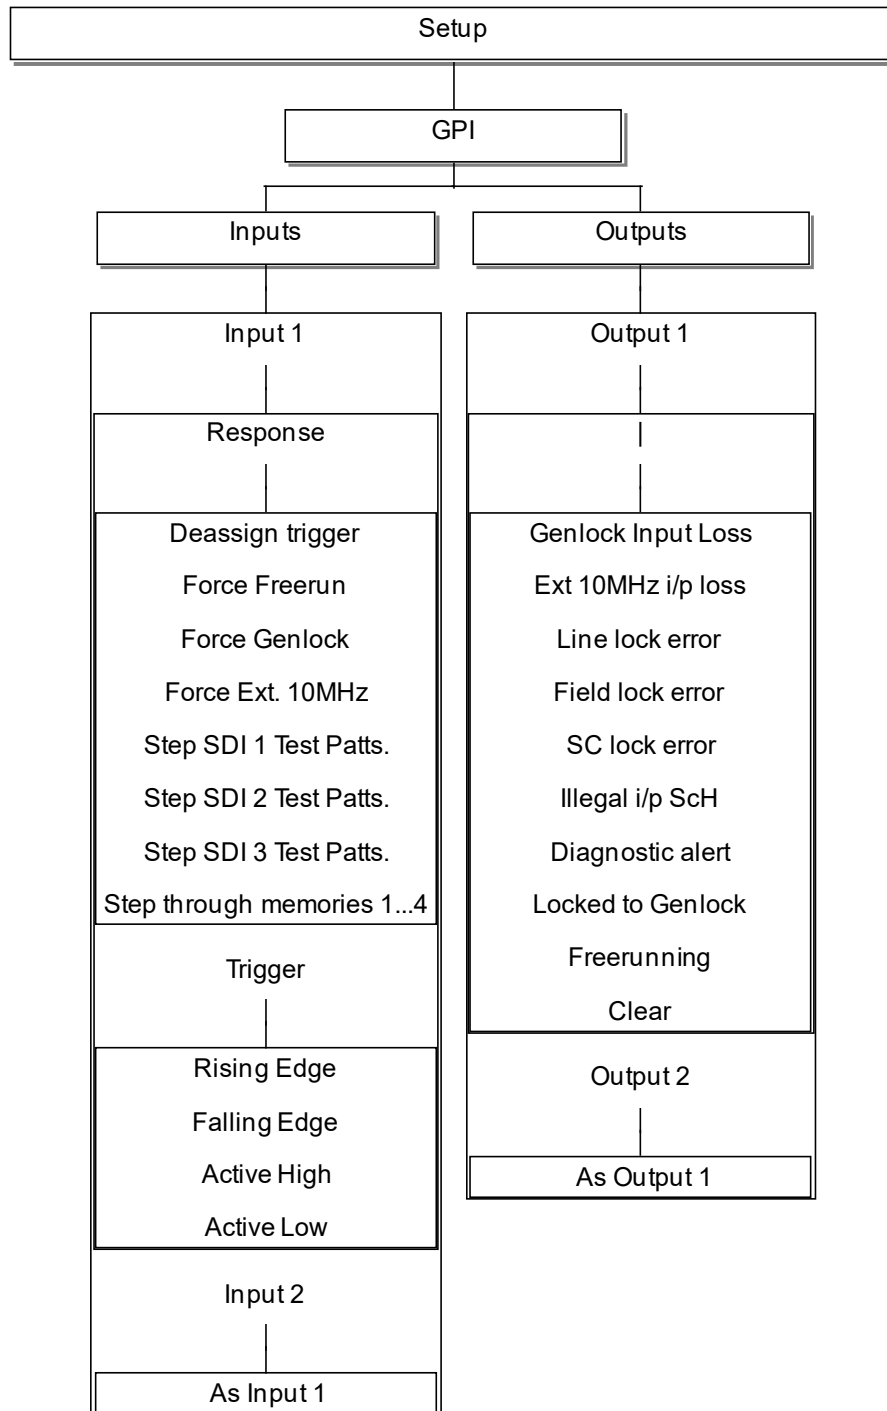 Setup
GPI
Inputs
Outputs
Input 1
Response
Deassign trigger
Force Freerun
Force Genlock
Force Ext. 10MHz
Step SDI 1 Test Patts.
Step SDI 2 Test Patts.
Step SDI 3 Test Patts.
Step through memories 1...4
Trigger
Rising Edge
Falling Edge
Active High
Active Low
Input 2
As Input 1
Output 1
Genlock Input Loss
Ext 10MHz i/p loss
Line lock error
Field lock error
SC lock error
Illegal i/p ScH
Diagnostic alert
Locked to Genlock
Freerunning
Clear
Output 2
As Output 1